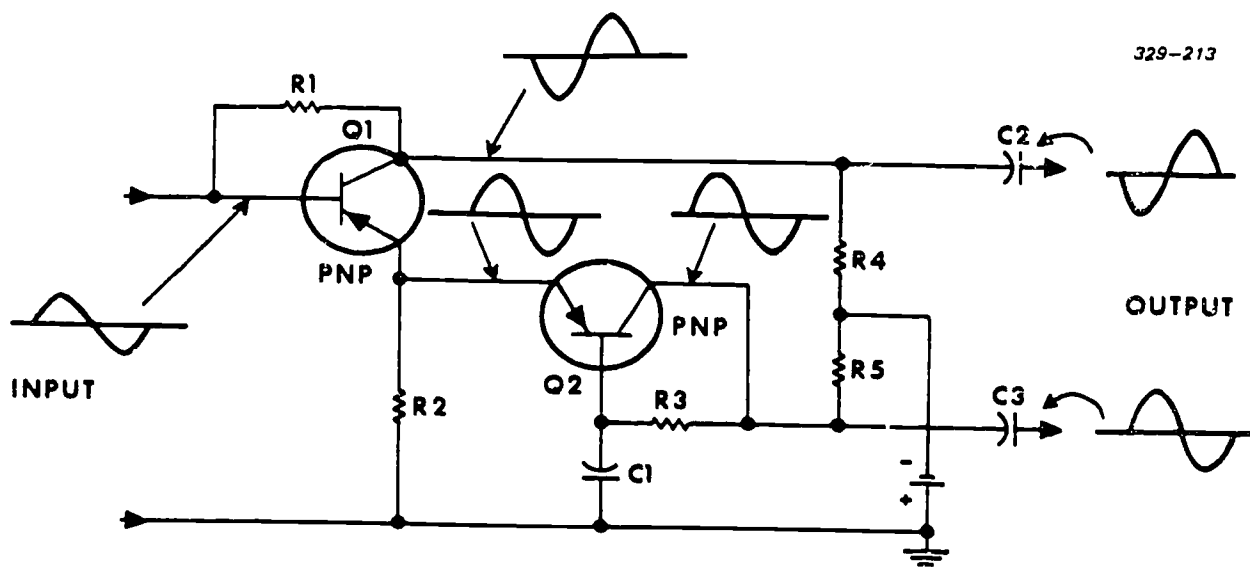 329-213
R1
Q1
C2
PNP
R4
PNP
OUTPUT
INPUT
Q2
R5
R2
R3
C3
C1
-
+